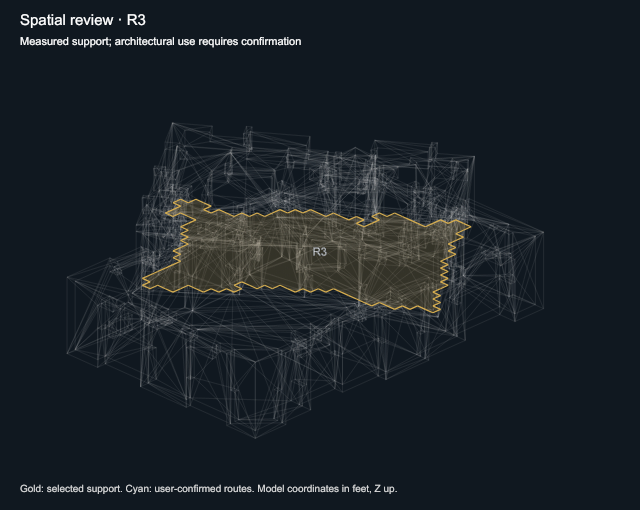 Spatial review · R3
Measured support; architectural use requires confirmation
R3
Gold: selected support. Cyan: user-confirmed routes. Model coordinates in feet, Z up.